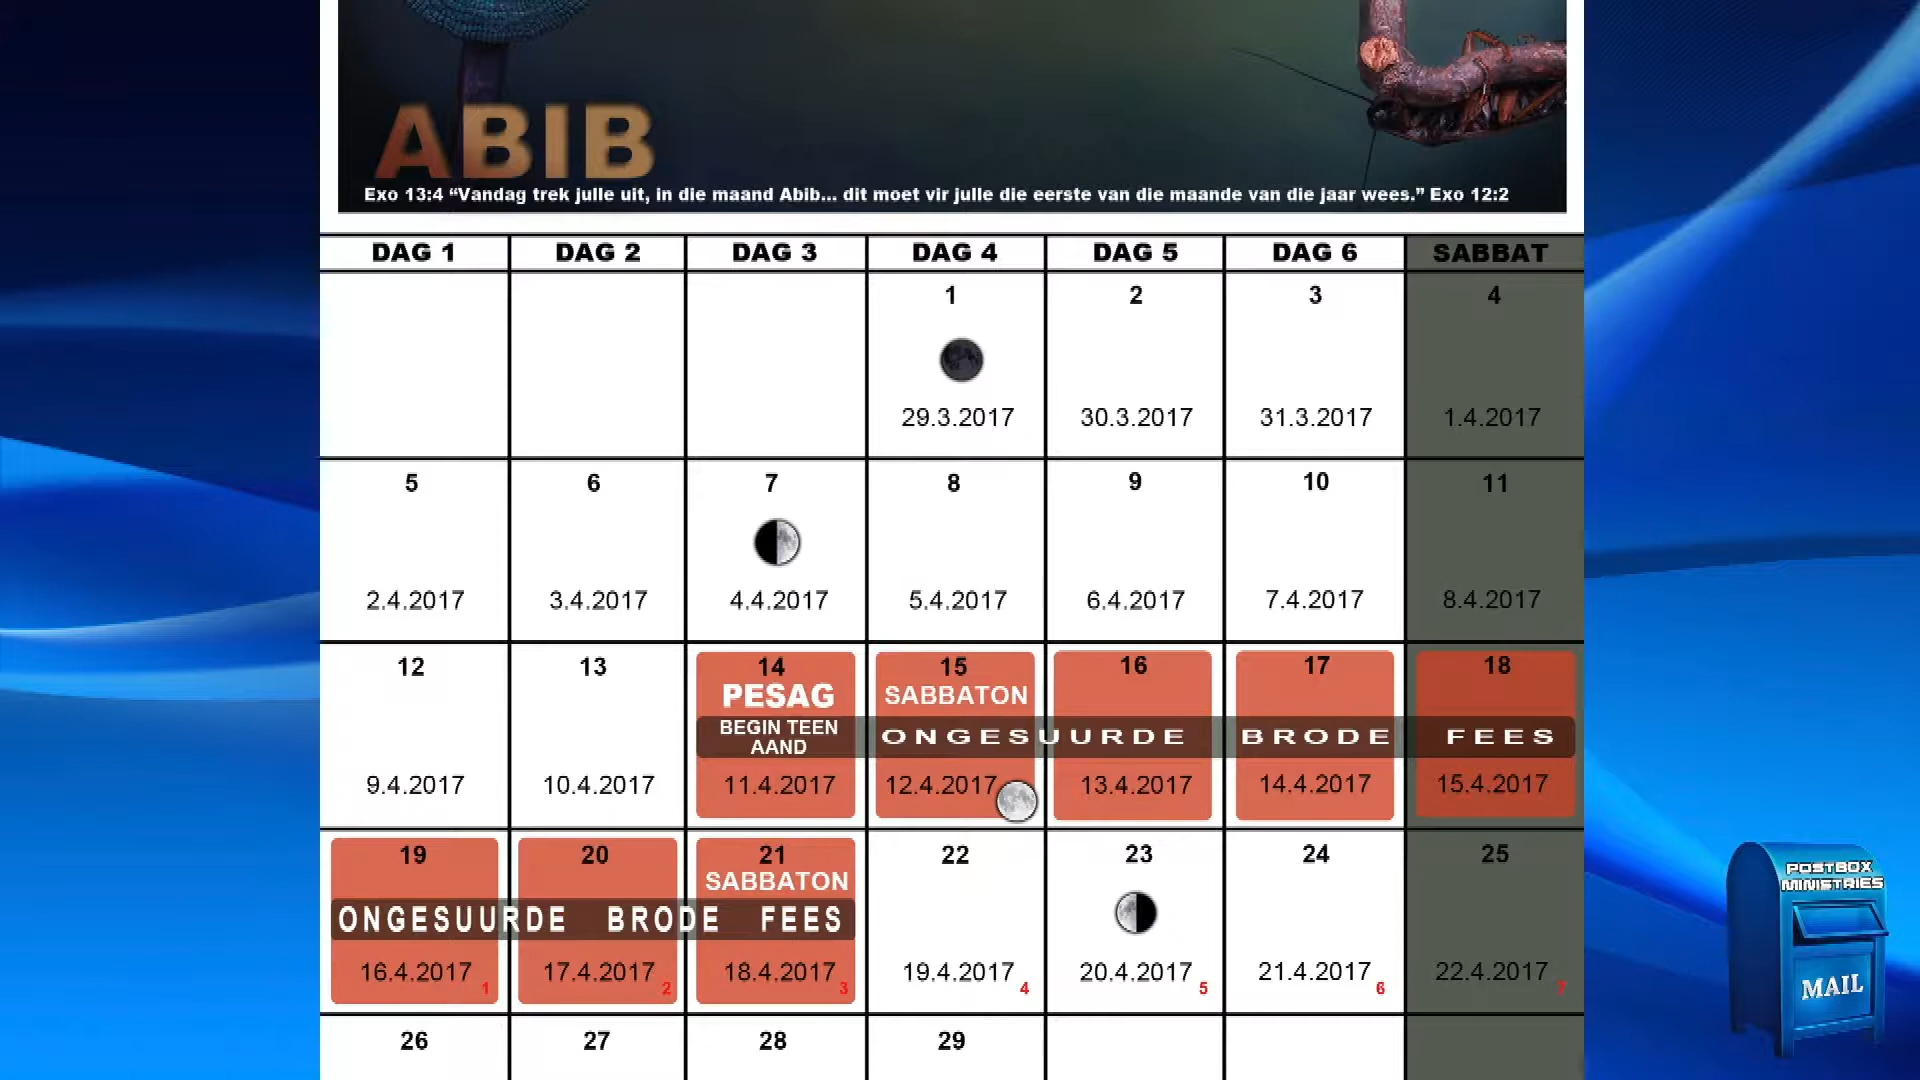 ABIB
Exo 13:4 “Vandag trek julle uit, in die maand Abib... dit moet vir julle die eerste van die maande van die jaar wees.” Exo 12:2
DAG 1 DAG 2 DAG 3 DAG 4 DAG 5 DAG 6 SABBAT
1 2 3 4
29.3.2017 30.3.2017 31.3.2017 1.4.2017
5 6 7 8 9 10 11
2.4.2017 3.4.2017 4.4.2017 5.4.2017 6.4.2017 7.4.2017 8.4.2017
12 13 14 15 16 17 18
PESAG SABBATON
BEGIN TEEN
AAND
ONGESUURDE BRODE FEES
9.4.2017 10.4.2017 11.4.2017 12.4.2017 13.4.2017 14.4.2017 15.4.2017
19 20 21 22 23 24 25
SABBATON
ONGESUURDE BRODE FEES
16.4.2017 1 17.4.2017 2 18.4.2017 3 19.4.2017 4 20.4.2017 5 21.4.2017 6 22.4.2017 7
26 27 28 29
POSTBOX
MINISTRIES
MAIL